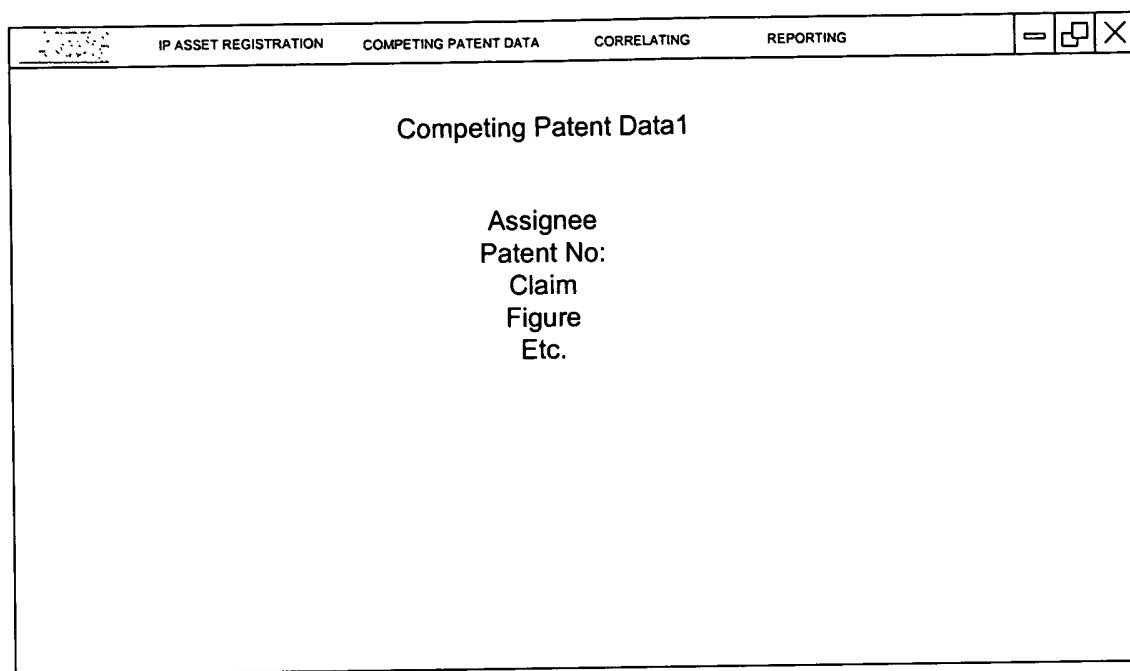 IP ASSET REGISTRATION COMPETING PATENT DATA CORRELATING REPORTING
Competing Patent Data1
Assignee
Patent No:
Claim
Figure
Etc.